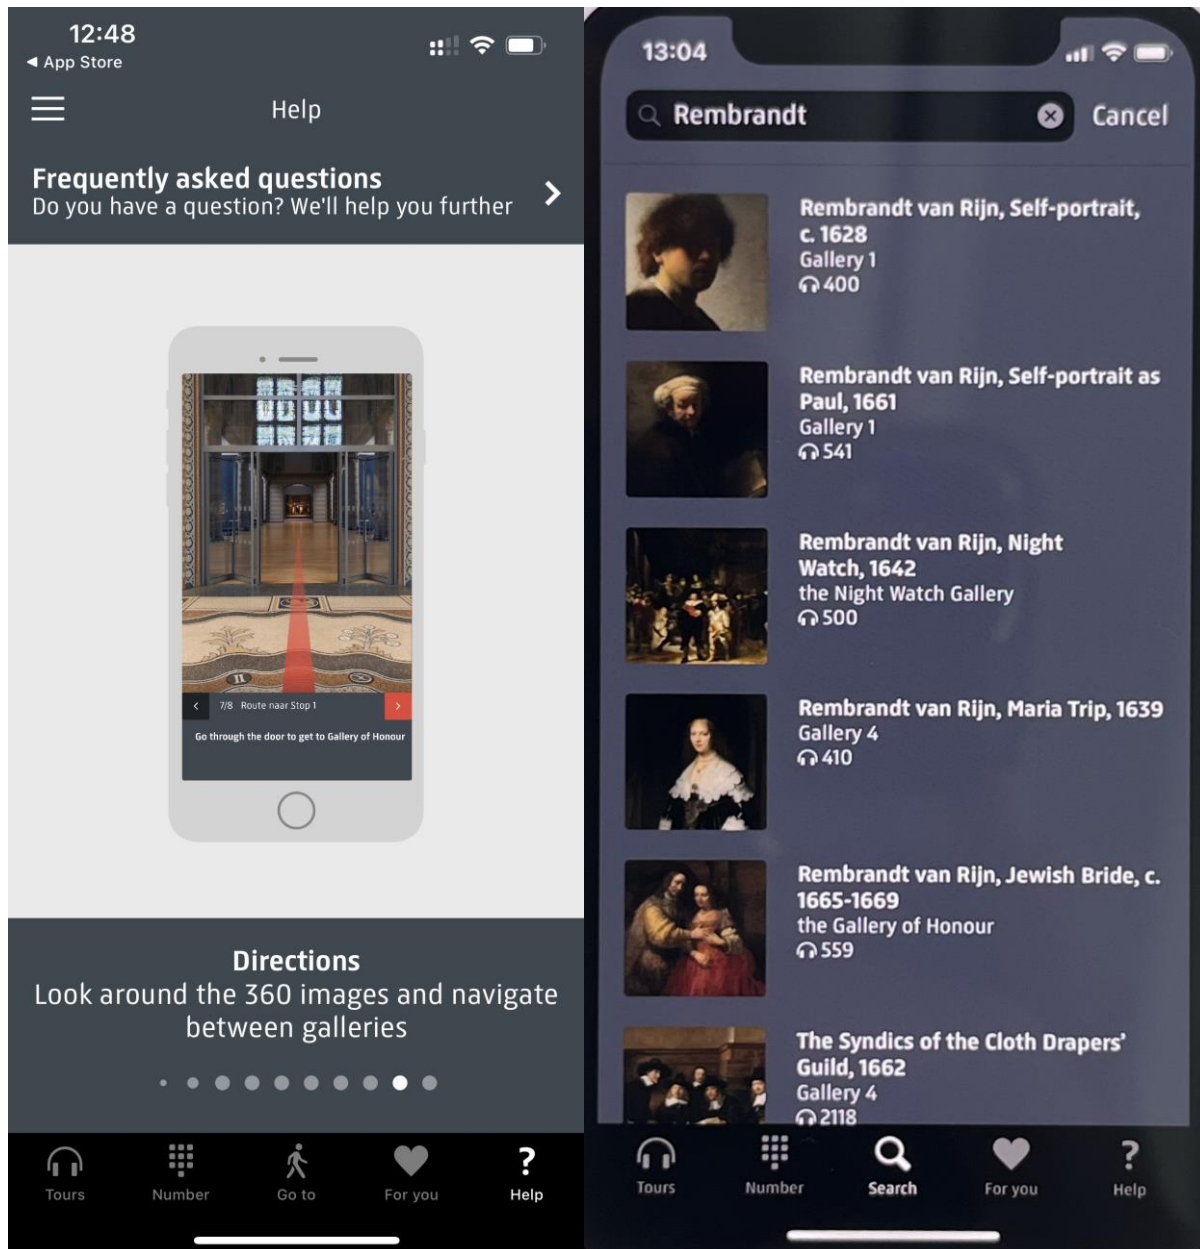 12:48
App Store
Help
Frequently asked questions
Do you have a question? We'll help you further
7/8 Route naar Stop 1
Go through the door to get to Gallery of Honour
Directions
Look around the 360 images and navigate
between galleries
Tours
Number
Go to
For you
?
Help
13:04
Rembrandt
Cancel
Rembrandt van Rijn, Self-portrait,
c. 1628
Gallery 1
400
Rembrandt van Rijn, Self-portrait as
Paul, 1661
Gallery 1
541
Rembrandt van Rijn, Night
Watch, 1642
the Night Watch Gallery
500
Rembrandt van Rijn, Maria Trip, 1639
Gallery 4
410
Rembrandt van Rijn, Jewish Bride, c.
1665-1669
the Gallery of Honour
559
The Syndics of the Cloth Drapers'
Guild, 1662
Gallery 4
2118
Tours
Number
Search
For you
?
Help